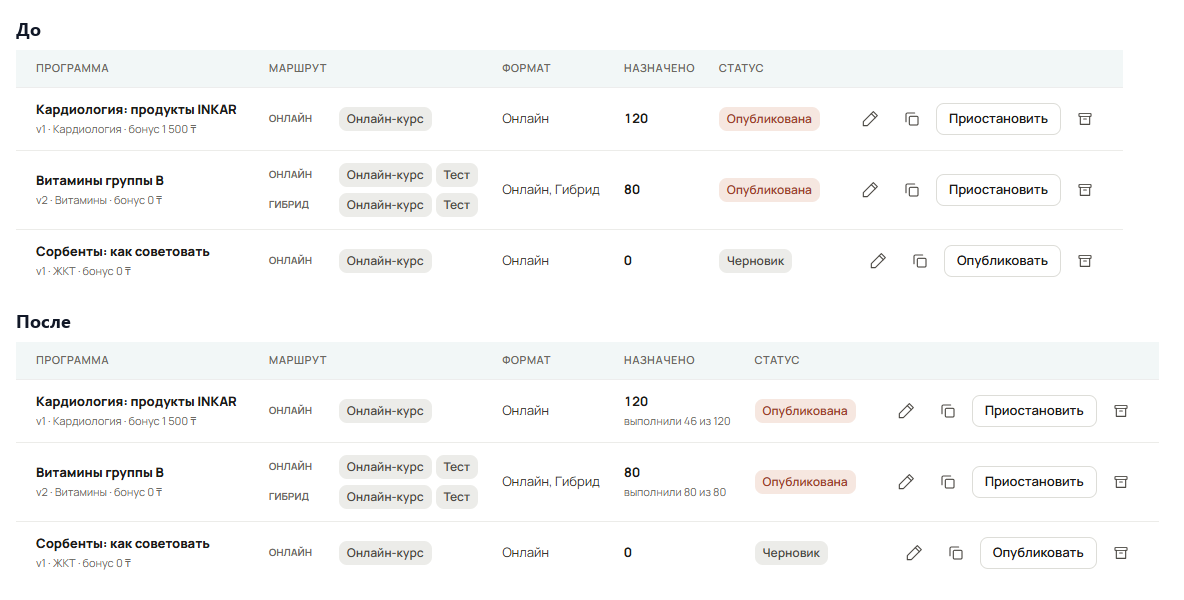 До
ПРОГРАММА МАРШРУТ ФОРМАТ НАЗНАЧЕНО СТАТУС
Кардиология: продукты INKAR
v1 · Кардиология · бонус 1 500 ₸
ОНЛАЙН Онлайн-курс
Онлайн
120
Опубликована
Приостановить
Витамины группы B
v2 · Витамины · бонус 0 ₸
ОНЛАЙН Онлайн-курс Тест
ГИБРИД Онлайн-курс Тест
Онлайн, Гибрид
80
Опубликована
Приостановить
Сорбенты: как советовать
v1 · ЖКТ · бонус 0 ₸
ОНЛАЙН Онлайн-курс
Онлайн
0
Черновик
Опубликовать
После
ПРОГРАММА МАРШРУТ ФОРМАТ НАЗНАЧЕНО СТАТУС
Кардиология: продукты INKAR
v1 · Кардиология · бонус 1 500 ₸
ОНЛАЙН Онлайн-курс
Онлайн
120
выполнили 46 из 120
Опубликована
Приостановить
Витамины группы B
v2 · Витамины · бонус 0 ₸
ОНЛАЙН Онлайн-курс Тест
ГИБРИД Онлайн-курс Тест
Онлайн, Гибрид
80
выполнили 80 из 80
Опубликована
Приостановить
Сорбенты: как советовать
v1 · ЖКТ · бонус 0 ₸
ОНЛАЙН Онлайн-курс
Онлайн
0
Черновик
Опубликовать